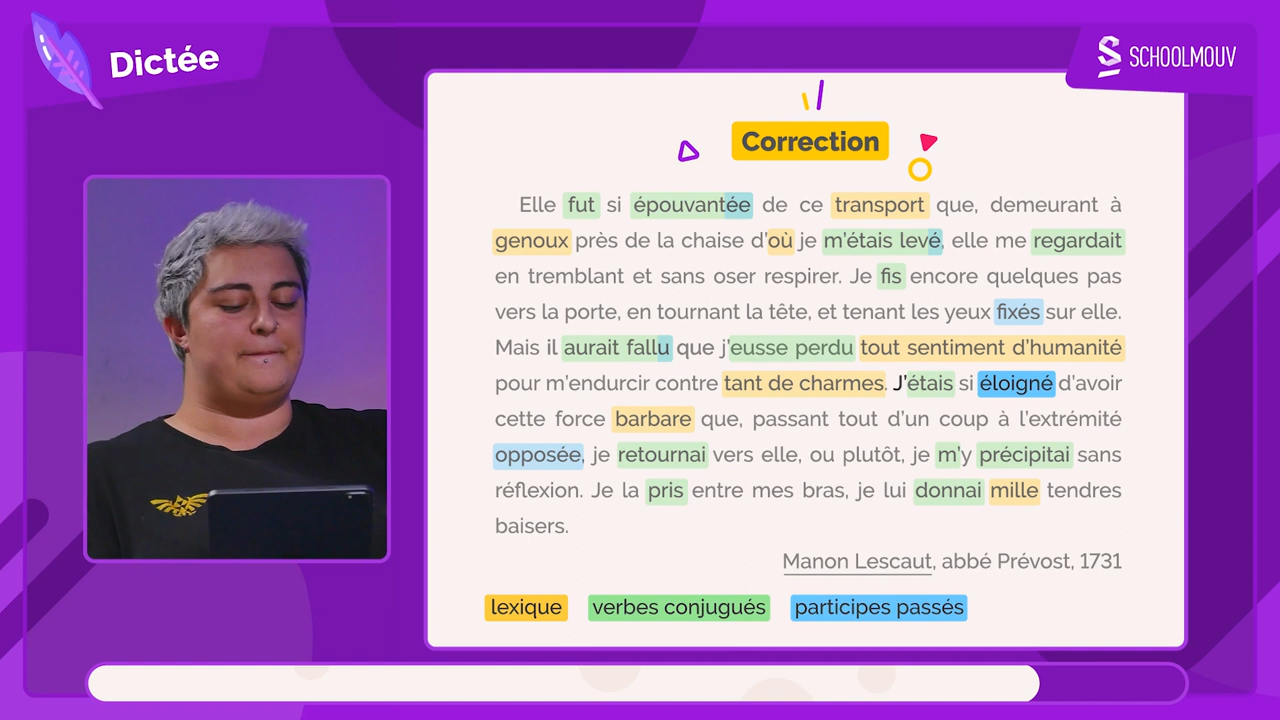 Dictée
SCHOOLMOUV
Correction
Elle fut si épouvantée de ce transport que, demeurant à
genoux près de la chaise d'où je m'étais levé, elle me regardait
en tremblant et sans oser respirer. Je fis encore quelques pas
vers la porte, en tournant la tête, et tenant les yeux fixés sur elle.
Mais il aurait fallu que j'eusse perdu tout sentiment d'humanité
pour m'endurcir contre tant de charmes. J'étais si éloigné d'avoir
cette force barbare que, passant tout d'un coup à l'extrémité
opposée, je retournai vers elle, ou plutôt, je m'y précipitai sans
réflexion. Je la pris entre mes bras, je lui donnai mille tendres
baisers.
Manon Lescaut, abbé Prévost, 1731
lexique verbes conjugués participes passés